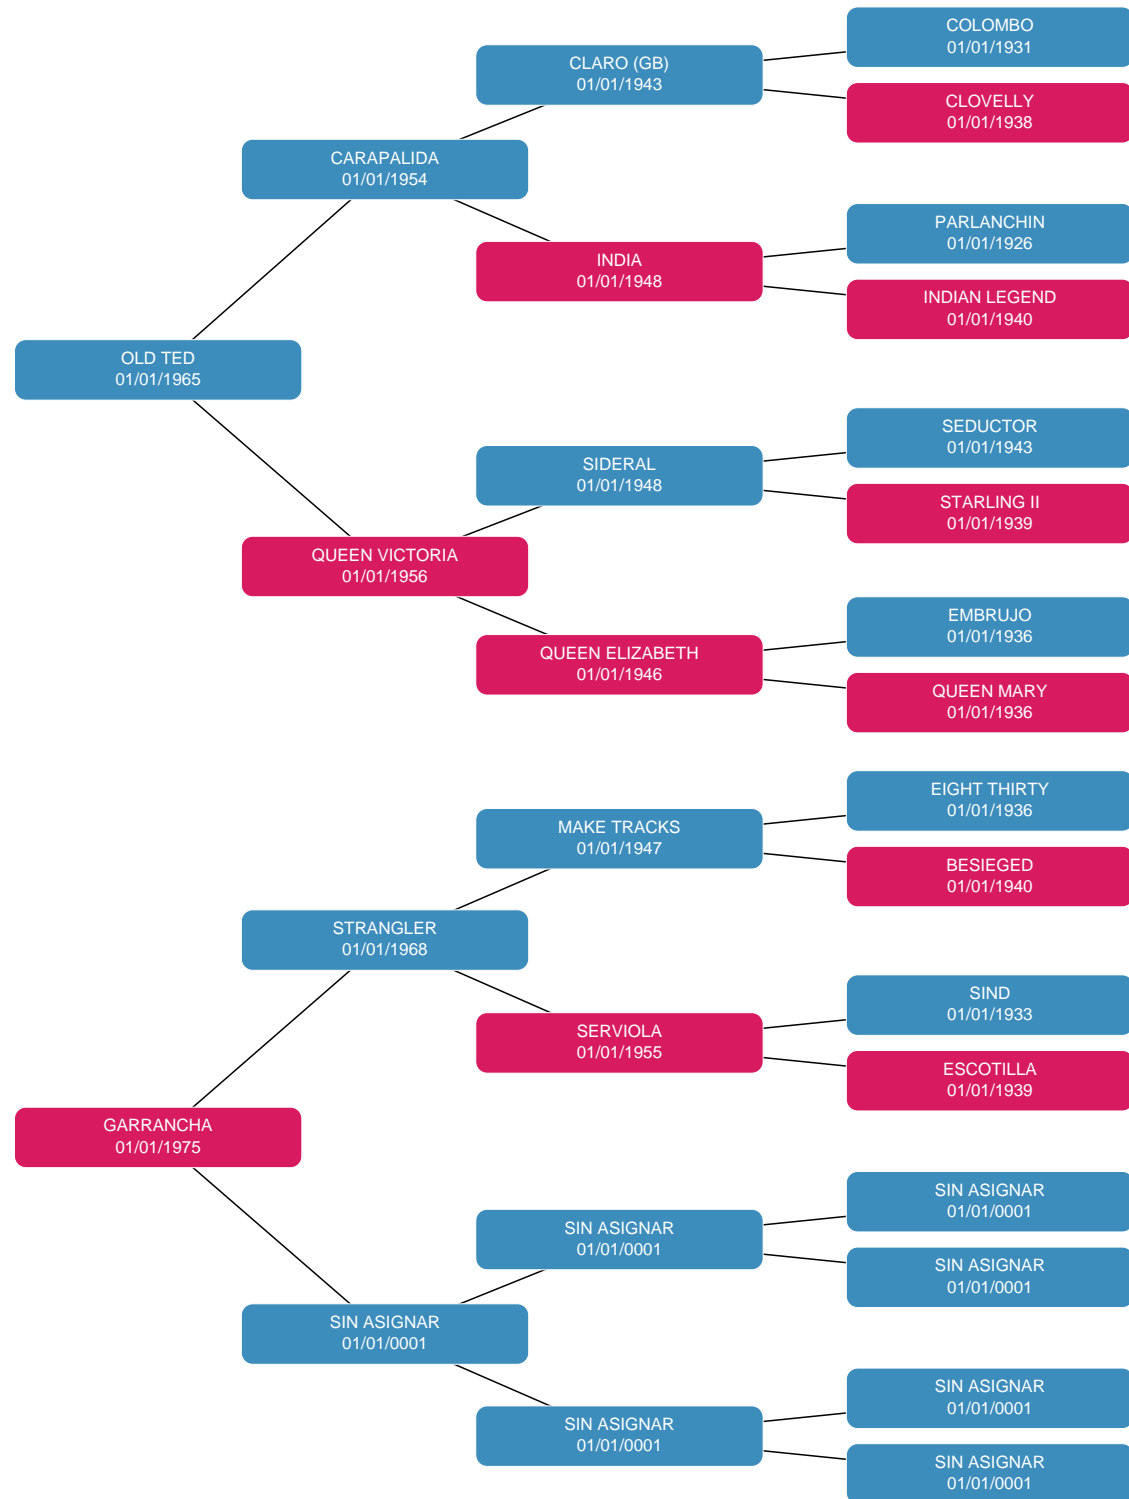 COLOMBO
01/01/1931
CLARO (GB)
01/01/1943
CLOVELLY
01/01/1938
CARAPALIDA
01/01/1954
PARLANCHIN
01/01/1926
INDIA
01/01/1948
INDIAN LEGEND
01/01/1940
OLD TED
01/01/1965
SEDUCTOR
01/01/1943
SIDERAL
01/01/1948
STARLING II
01/01/1939
QUEEN VICTORIA
01/01/1956
EMBRUJO
01/01/1936
QUEEN ELIZABETH
01/01/1946
QUEEN MARY
01/01/1936
EIGHT THIRTY
01/01/1936
MAKE TRACKS
01/01/1947
BESIEGED
01/01/1940
STRANGLER
01/01/1968
SIND
01/01/1933
SERVIOLA
01/01/1955
ESCOTILLA
01/01/1939
GARRANCHA
01/01/1975
SIN ASIGNAR
01/01/0001
SIN ASIGNAR
01/01/0001
SIN ASIGNAR
01/01/0001
SIN ASIGNAR
01/01/0001
SIN ASIGNAR
01/01/0001
SIN ASIGNAR
01/01/0001
SIN ASIGNAR
01/01/0001